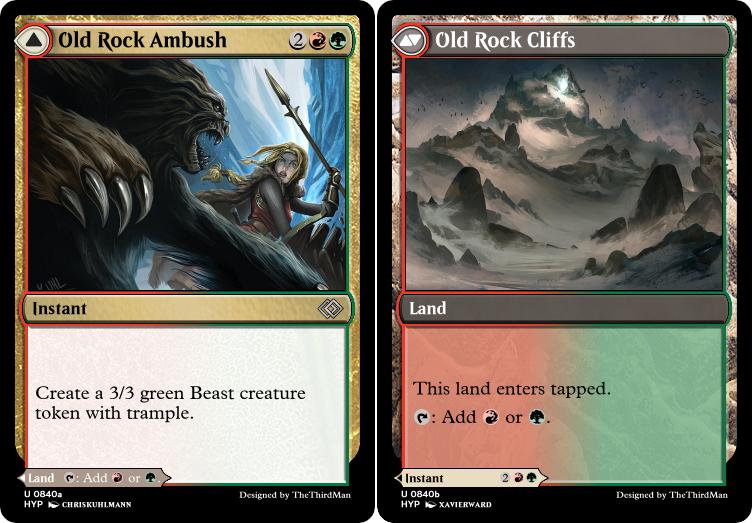 Old Rock Ambush 2
Instant
Create a 3/3 green Beast creature
token with trample.
Land : Add or .
U 0840a
HYP CHRISKUHLMANN
Designed by TheThirdMan
Old Rock Cliffs
Land
This land enters tapped.
: Add or .
Instant 2
U 0840b
HYP XAVIERWARD
Designed by TheThirdMan